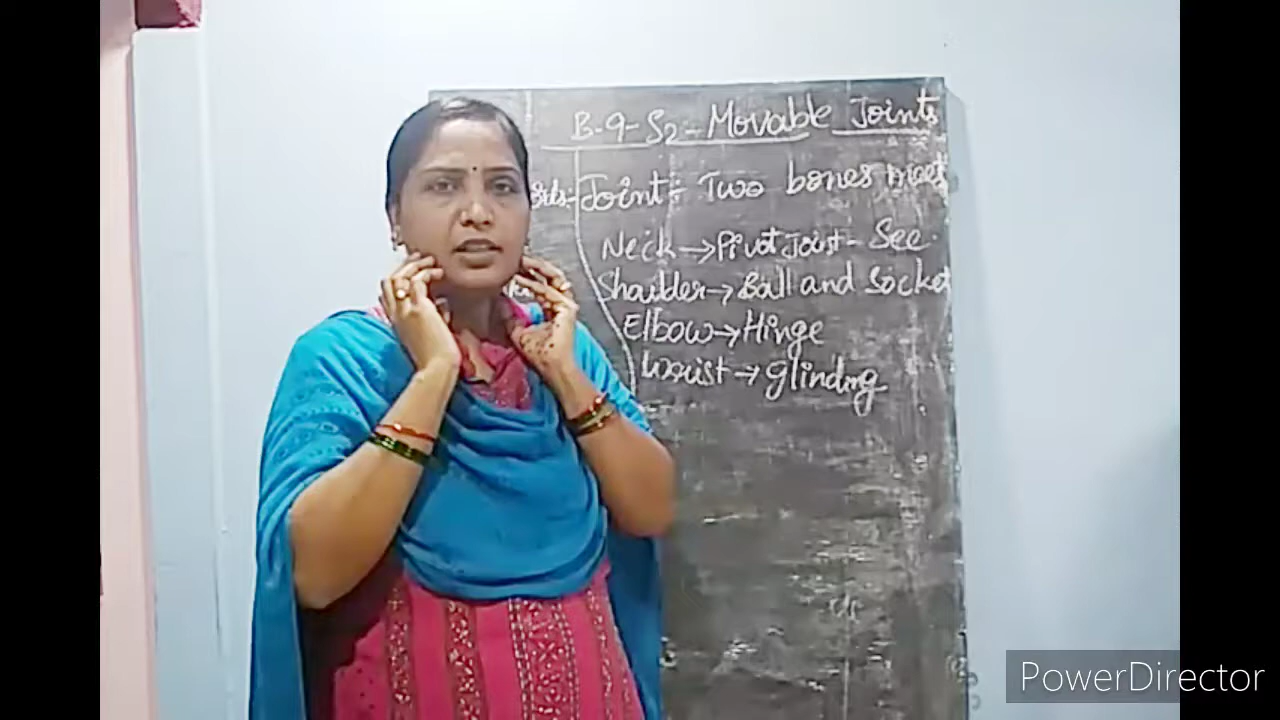 B-9-S2-Movable Joints
Joint:- Two bones meet
Neck→Pivot Joint- See
Shoulder→Ball and Socket
Elbow→Hinge
Wrist→glinding
PowerDirector